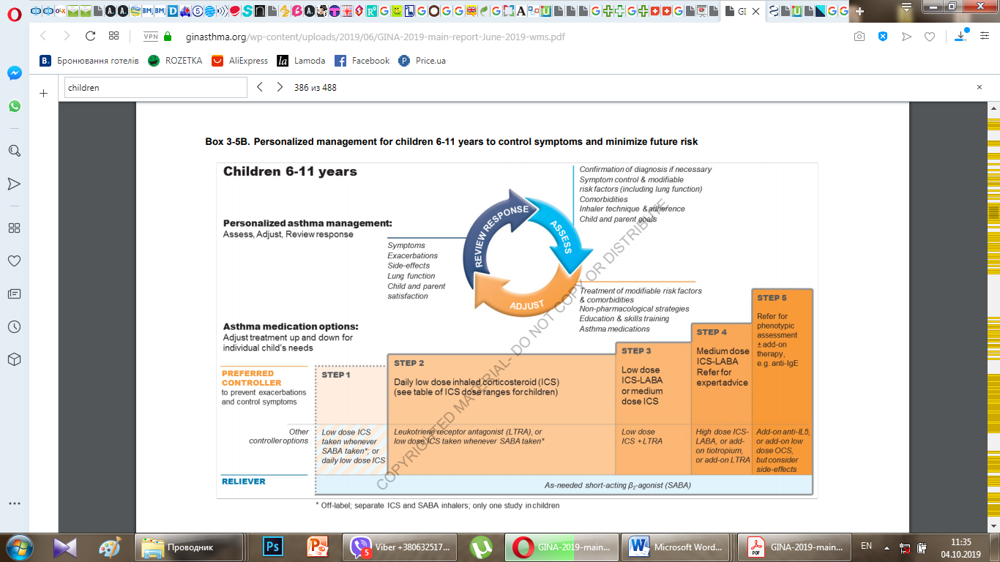 GI
VPN
ginasthma.org/wp-content/uploads/2019/06/GINA-2019-main-report-June-2019-wms.pdf
B. Бронювання готелів ROZETKA AliExpress la Lamoda Facebook P Price.ua
children
386 из 488
Box 3-5B. Personalized management for children 6-11 years to control symptoms and minimize future risk
Children 6-11 years
Personalized asthma management:
Assess, Adjust, Review response
REVIEW RESPONSE
ASSESS
ADJUST
Confirmation of diagnosis if necessary
Symptom control & modifiable
risk factors (including lung function)
Comorbidities
Inhaler technique & adherence
Child and parent goals
Symptoms
Exacerbations
Side-effects
Lung function
Child and parent
satisfaction
Treatment of modifiable risk factors
& comorbidities
Non-pharmacological strategies
Education & skills training
Asthma medications
Asthma medication options:
Adjust treatment up and down for
individual child's needs
PREFERRED
CONTROLLER
to prevent exacerbations
and control symptoms
STEP 1
STEP 2
Daily low dose inhaled corticosteroid (ICS)
(see table of ICS dose ranges for children)
STEP 3
Low dose
ICS-LABA
or medium
dose ICS
STEP 4
Medium dose
ICS-LABA
Refer for
expert advice
STEP 5
Refer for
phenotypic
assessment
± add-on
therapy,
e.g. anti-IgE
Other
controller options
Low dose ICS
taken whenever
SABA taken*; or
daily low dose ICS
Leukotriene receptor antagonist (LTRA), or
low dose ICS taken whenever SABA taken*
Low dose
ICS + LTRA
High dose ICS-
LABA, or add-
on tiotropium,
or add-on LTRA
Add-on anti-IL5,
or add-on low
dose OCS,
but consider
side-effects
RELIEVER
As-needed short-acting β2-agonist (SABA)
COPYRIGHTED MATERIAL- DO NOT COPY OR DISTRIBUTE
* Off-label; separate ICS and SABA inhalers; only one study in children
Проводник
Ps
5
Viber +380632517...
GINA-2019-main...
Microsoft Word...
PDF
GINA-2019-main...
EN
11:35
04.10.2019